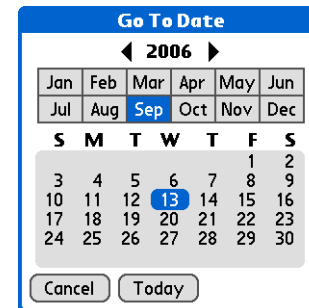 Go To Date
2006
Jan Feb Mar Apr May Jun
Jul Aug Sep Oct Nov Dec
S M T W T F S
1 2
3 4 5 6 7 8 9
10 11 12 13 14 15 16
17 18 19 20 21 22 23
24 25 26 27 28 29 30
Cancel Today